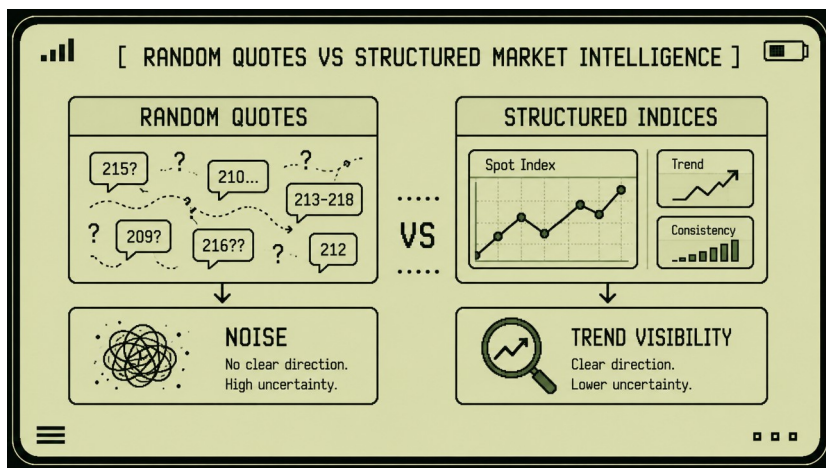 [ RANDOM QUOTES VS STRUCTURED MARKET INTELLIGENCE ]
RANDOM QUOTES
215?
?
210...
?
213-218
?
209?
?
216??
?
212
NOISE
No clear direction.
High uncertainty.
VS
STRUCTURED INDICES
Spot Index
Trend
Consistency
TREND VISIBILITY
Clear direction.
Lower uncertainty.